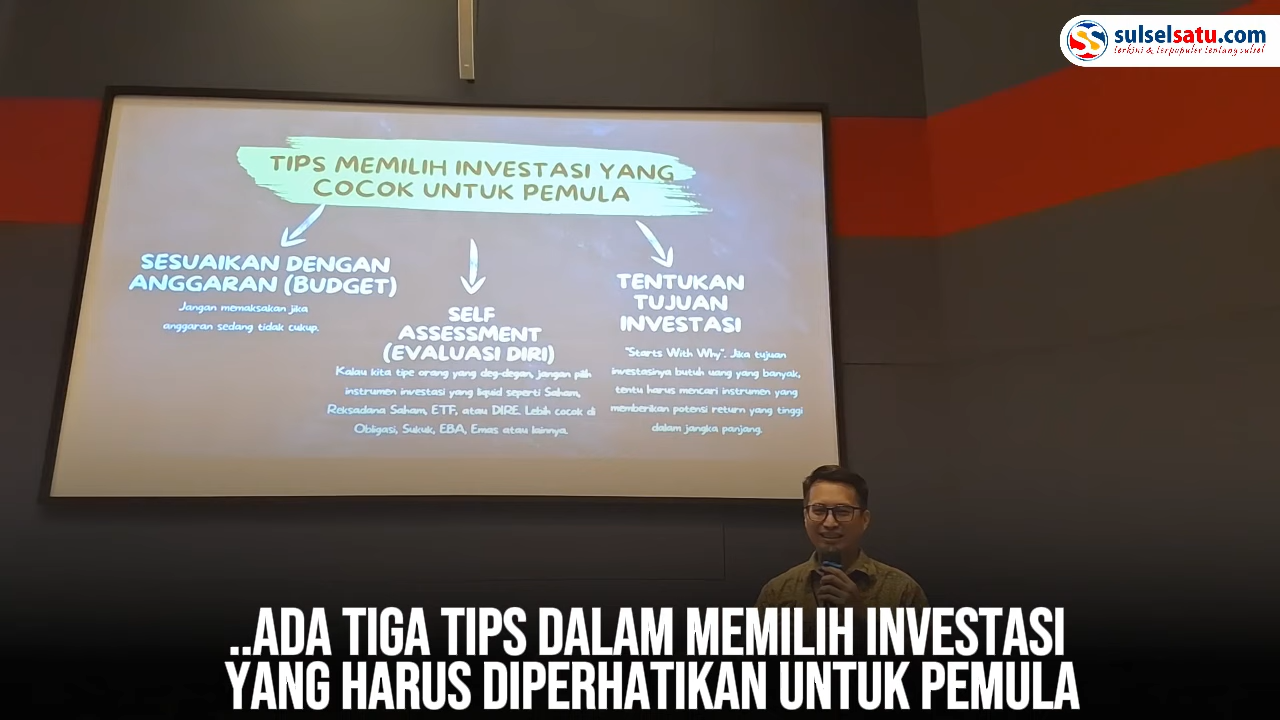 sulselsatu.com
terkini & terpopuler tentang sulsel
TIPS MEMILIH INVESTASI YANG
COCOK UNTUK PEMULA
SESUAIKAN DENGAN
ANGGARAN (BUDGET)
Jangan memaksakan jika
anggaran sedang tidak cukup.
SELF
ASSESSMENT
(EVALUASI DIRI)
Kalau kita tipe orang yang deg-degan, jangan pilih
instrumen investasi yang liquid seperti Saham,
Reksadana Saham, ETF, atau DIRE. Lebih cocok di
Obligasi, Sukuk, EBA, Emas atau lainnya.
TENTUKAN
TUJUAN
INVESTASI
"Starts With Why". Jika tujuan
investasinya butuh uang yang banyak,
tentu harus mencari instrumen yang
memberikan potensi return yang tinggi
dalam jangka panjang.
..ADA TIGA TIPS DALAM MEMILIH INVESTASI
YANG HARUS DIPERHATIKAN UNTUK PEMULA